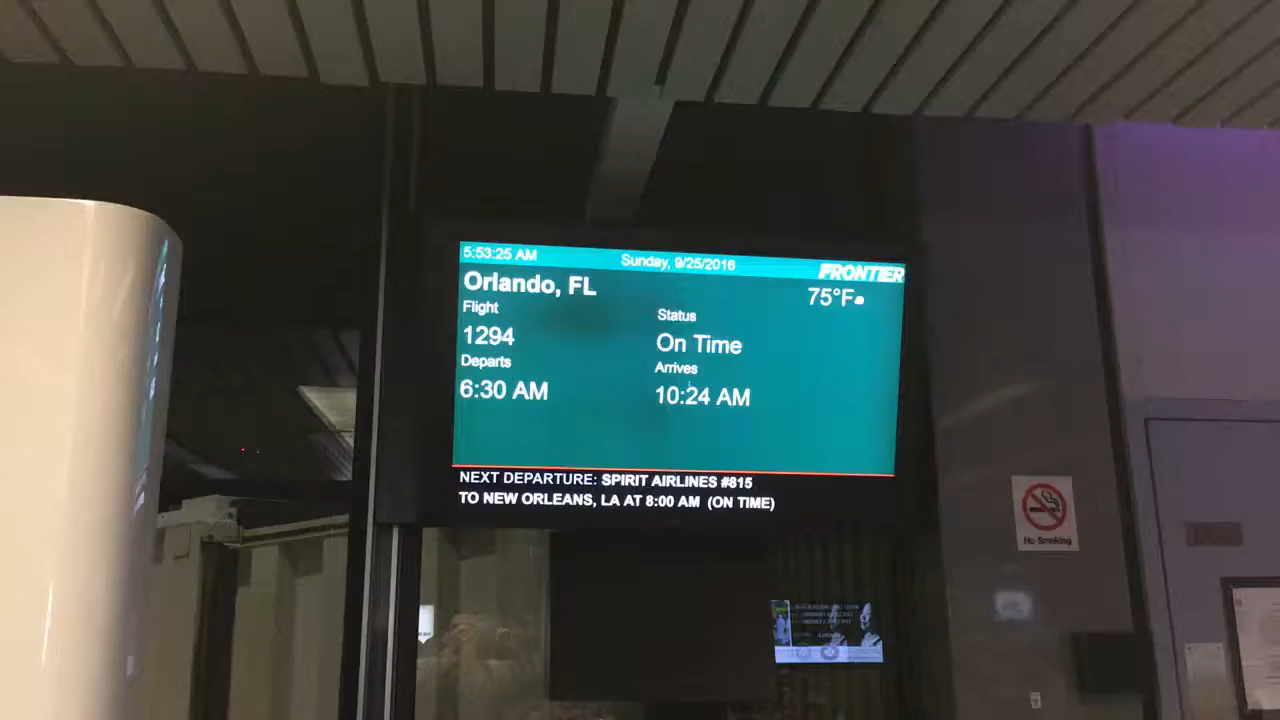 5:53:25 AM
Sunday, 9/25/2016
FRONTIER
Orlando, FL
75°F
Flight
Status
1294
On Time
Departs
Arrives
6:30 AM
10:24 AM
NEXT DEPARTURE: SPIRIT AIRLINES #815
TO NEW ORLEANS, LA AT 8:00 AM (ON TIME)
No Smoking